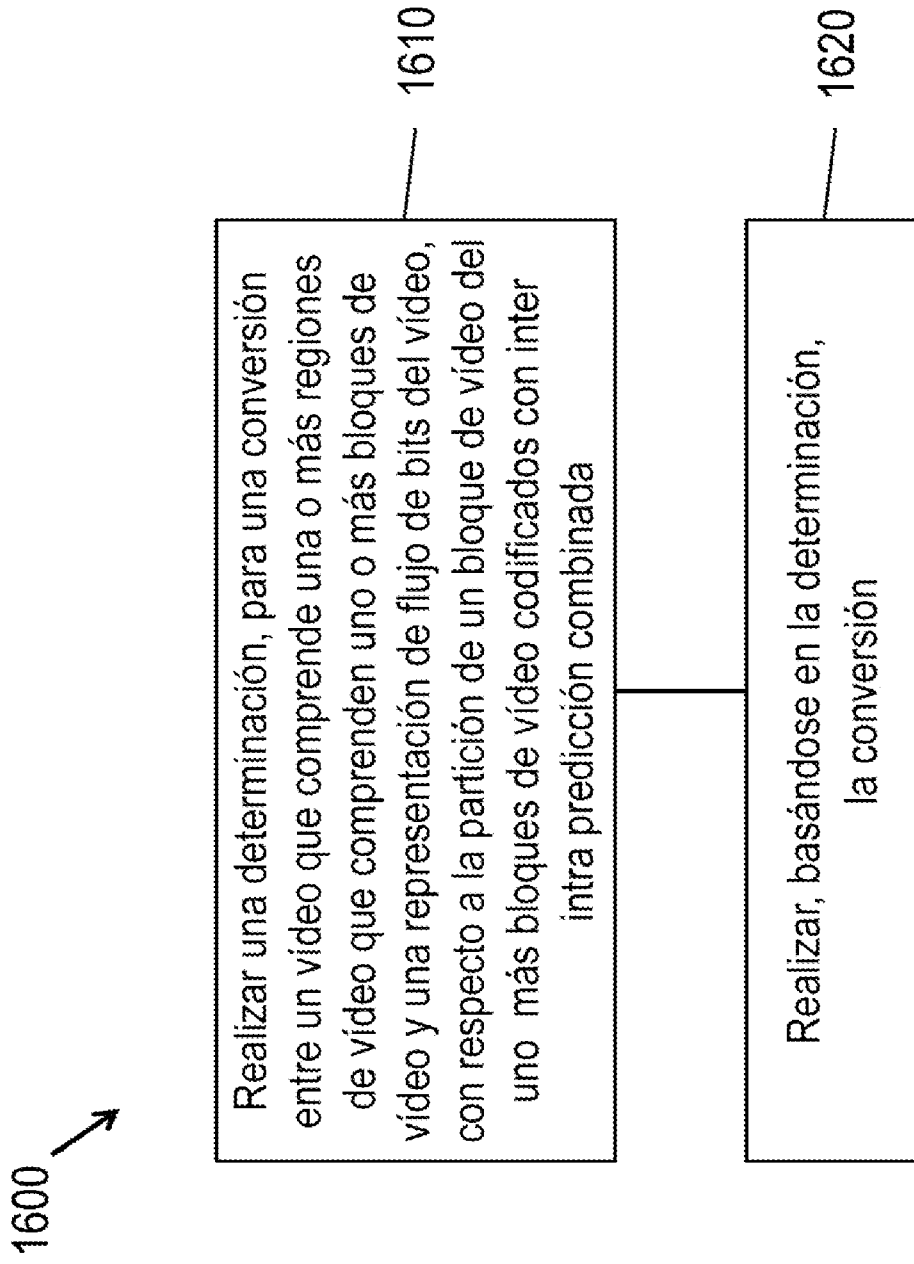 1600
Realizar una determinación, para una conversión
entre un vídeo que comprende una o más regiones
de vídeo que comprenden uno o más bloques de
vídeo y una representación de flujo de bits del vídeo,
con respecto a la partición de un bloque de vídeo del
uno más bloques de vídeo codificados con inter
intra predicción combinada
1610
Realizar, basándose en la determinación,
la conversión
1620